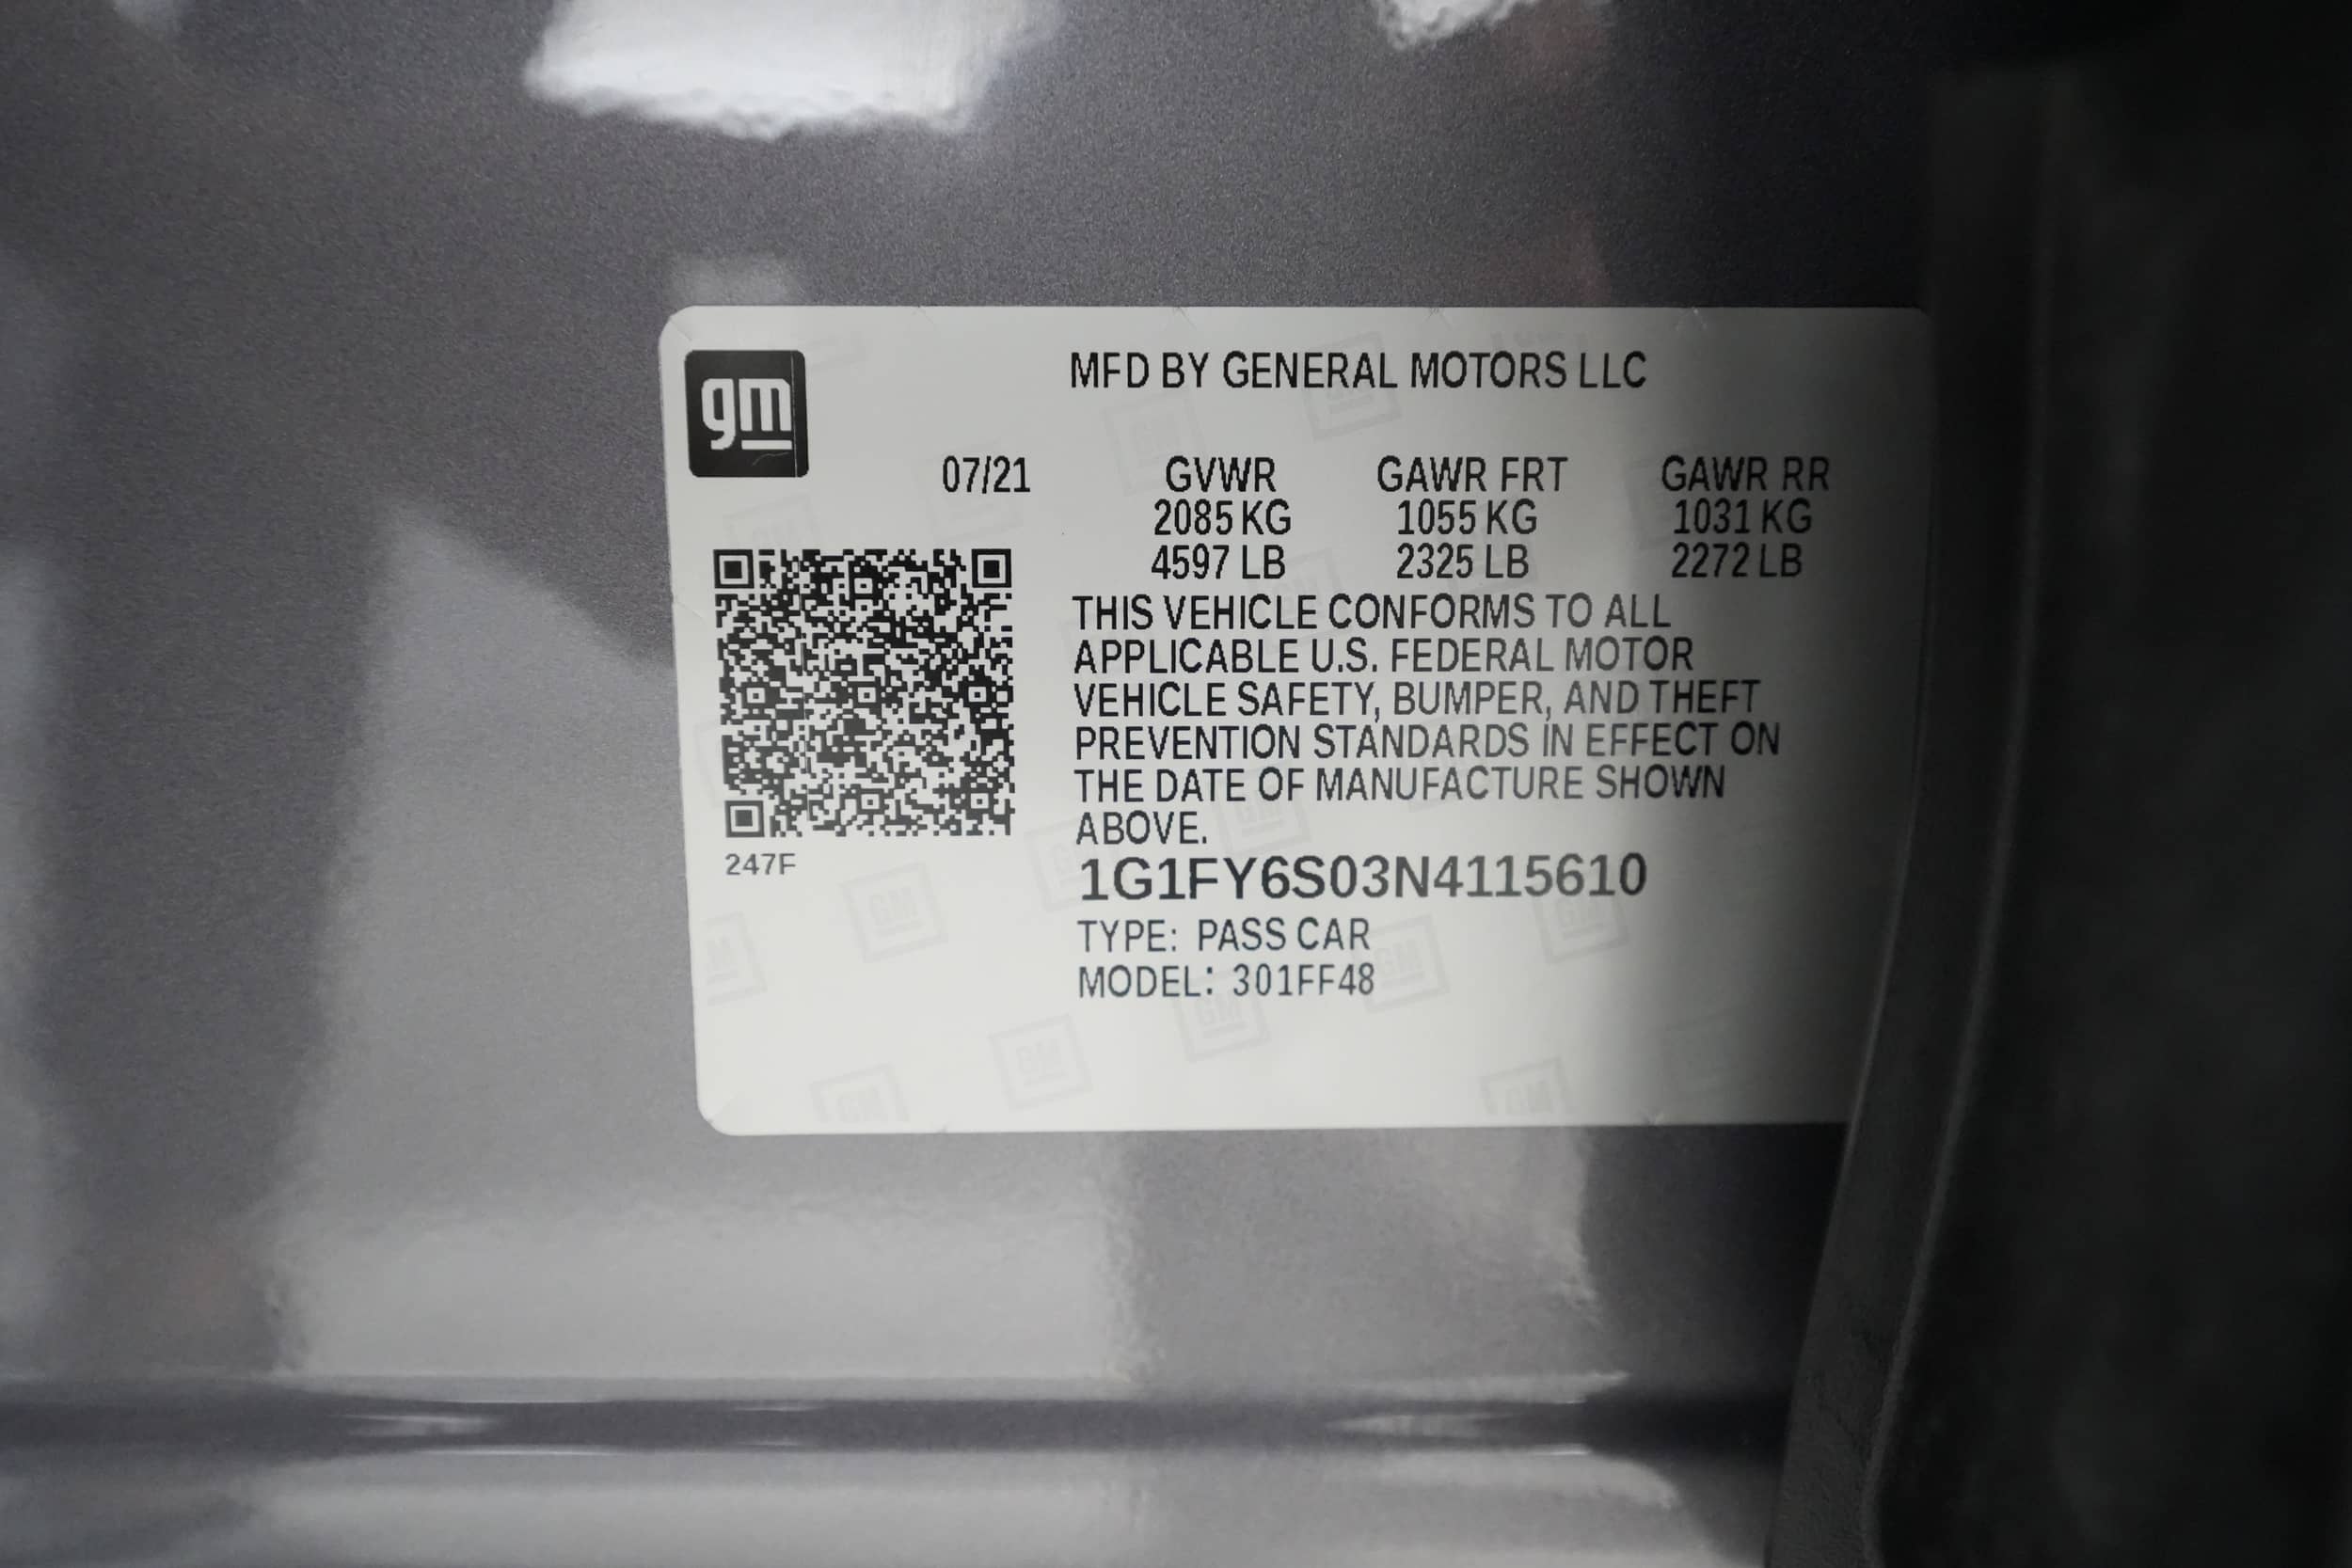 gm
MFD BY GENERAL MOTORS LLC
07/21 GVWR GAWR FRT GAWR RR
2085 KG 1055 KG 1031 KG
4597 LB 2325 LB 2272 LB
THIS VEHICLE CONFORMS TO ALL
APPLICABLE U.S. FEDERAL MOTOR
VEHICLE SAFETY, BUMPER, AND THEFT
PREVENTION STANDARDS IN EFFECT ON
THE DATE OF MANUFACTURE SHOWN
ABOVE.
247F
1G1FY6S03N4115610
TYPE: PASS CAR
MODEL: 301FF48